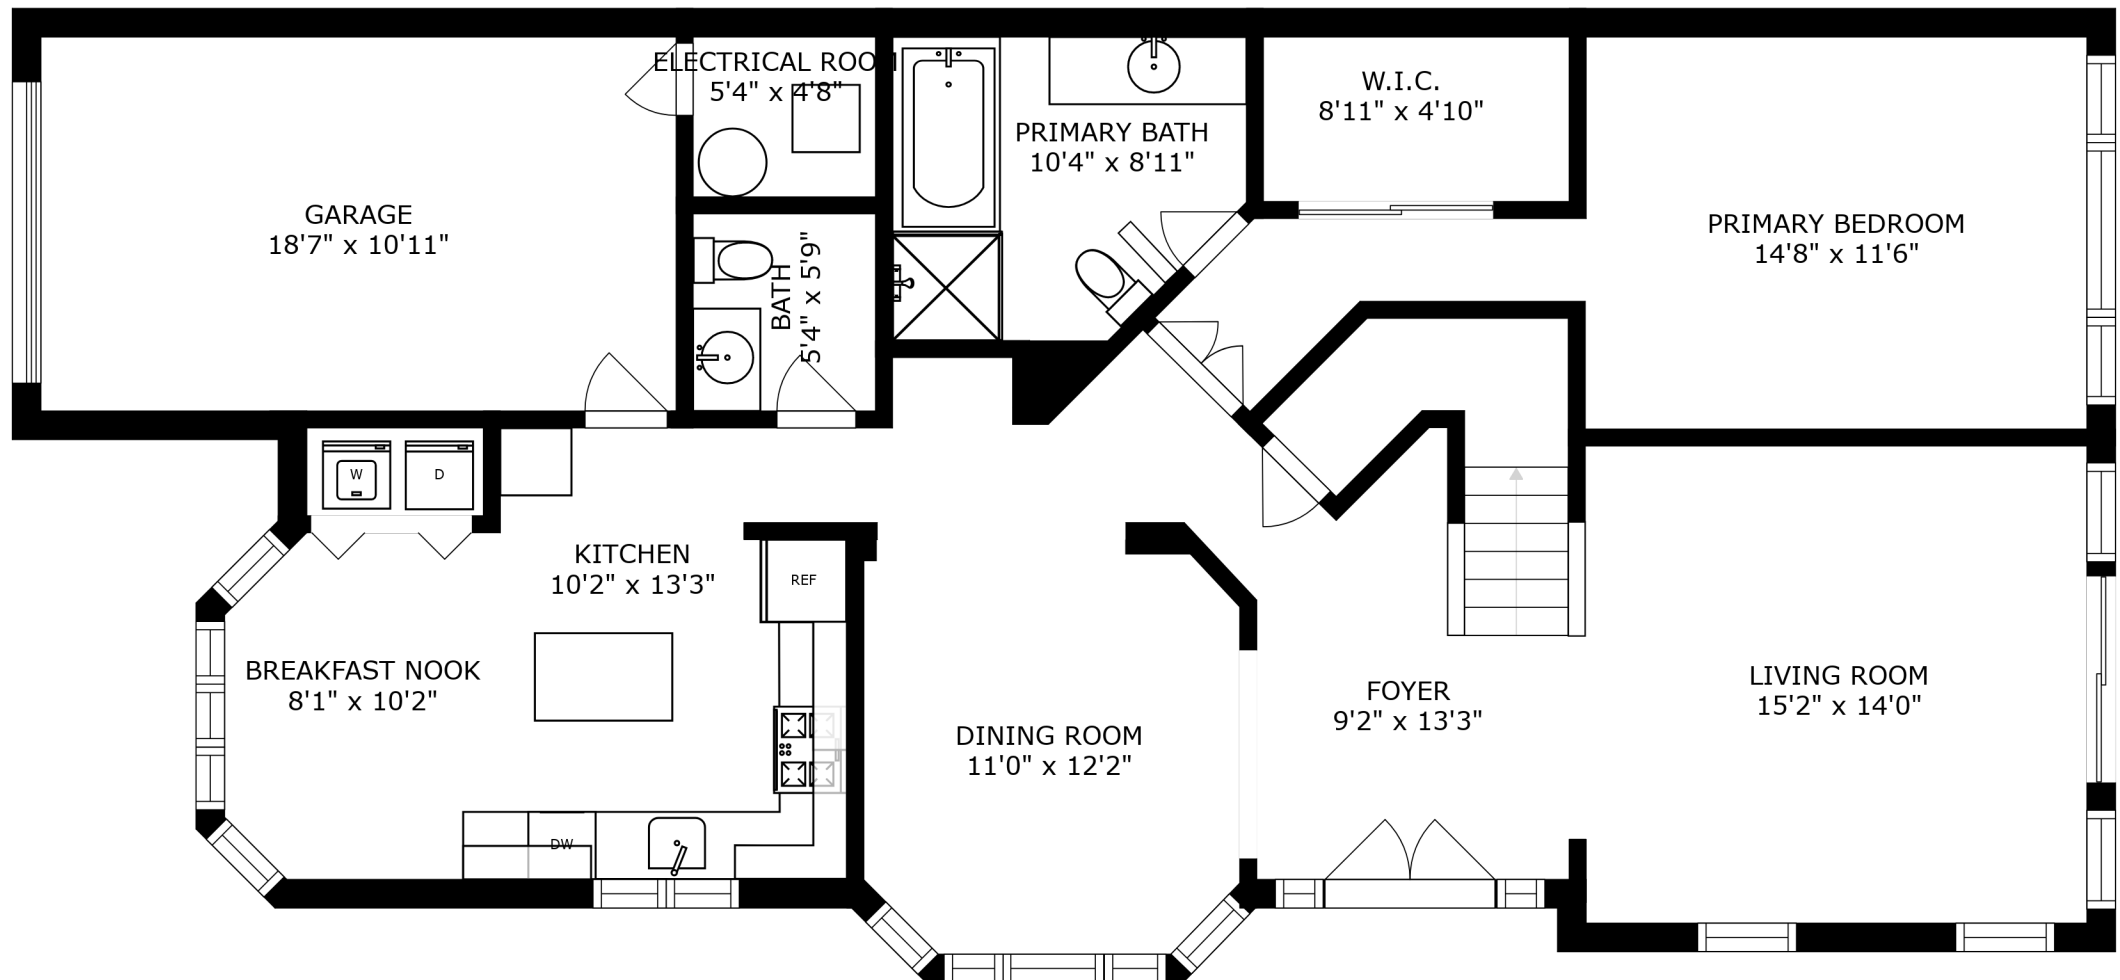 ELECTRICAL ROOM
5'4" x 4'8"
W.I.C.
8'11" x 4'10"
PRIMARY BATH
10'4" x 8'11"
GARAGE
18'7" x 10'11"
PRIMARY BEDROOM
14'8" x 11'6"
BATH
5'4" x 5'9"
W
D
KITCHEN
10'2" x 13'3"
REF
BREAKFAST NOOK
8'1" x 10'2"
DINING ROOM
11'0" x 12'2"
FOYER
9'2" x 13'3"
LIVING ROOM
15'2" x 14'0"
DW